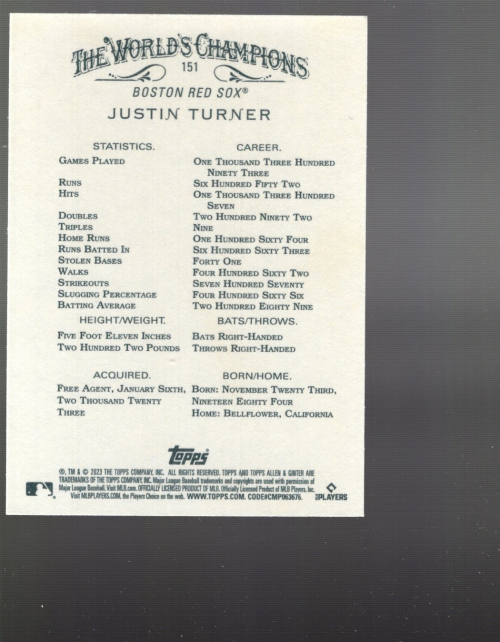 THE WORLD'S CHAMPIONS
151
BOSTON RED SOX®
JUSTIN TURNER
STATISTICS. CAREER.
GAMES PLAYED ONE THOUSAND THREE HUNDRED
NINETY THREE
RUNS SIX HUNDRED FIFTY TWO
HITS ONE THOUSAND THREE HUNDRED
SEVEN
DOUBLES TWO HUNDRED NINETY TWO
TRIPLES NINE
HOME RUNS ONE HUNDRED SIXTY FOUR
RUNS BATTED IN SIX HUNDRED SIXTY THREE
STOLEN BASES FORTY ONE
WALKS FOUR HUNDRED SIXTY TWO
STRIKEOUTS SEVEN HUNDRED SEVENTY
SLUGGING PERCENTAGE FOUR HUNDRED SIXTY SIX
BATTING AVERAGE TWO HUNDRED EIGHTY NINE
HEIGHT/WEIGHT. BATS/THROWS.
FIVE FOOT ELEVEN INCHES BATS RIGHT-HANDED
TWO HUNDRED TWO POUNDS THROWS RIGHT-HANDED
ACQUIRED. BORN/HOME.
FREE AGENT, JANUARY SIXTH, BORN: NOVEMBER TWENTY THIRD,
TWO THOUSAND TWENTY NINETEEN EIGHTY FOUR
THREE HOME: BELLFLOWER, CALIFORNIA
Topps
®, TM & © 2023 THE TOPPS COMPANY, INC. ALL RIGHTS RESERVED. TOPPS AND TOPPS ALLEN & GINTER ARE
TRADEMARKS OF THE TOPPS COMPANY, INC. Major League Baseball trademarks and copyrights are used with permission of
Major League Baseball. Visit MLB.com. OFFICIALLY LICENSED PRODUCT OF MLB. Officially Licensed Product of MLB Players, Inc.
Visit MLBPLAYERS.COM, the Players Choice on the web. WWW.TOPPS.COM. CODE#CMP063676.
PLAYERS